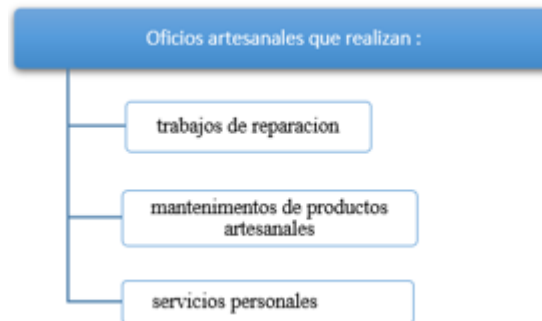 Oficios artesanales que realizan :
trabajos de reparacion
mantenimentos de productos
artesanales
servicios personales